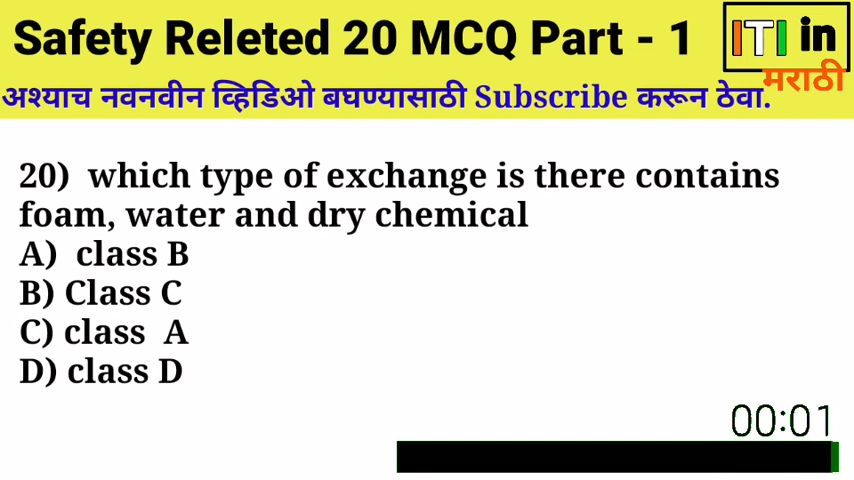 Safety Releted 20 MCQ Part - 1
ITI in
मराठी
अश्याच नवनवीन व्हिडिओ बघण्यासाठी Subscribe करून ठेवा.
20) which type of exchange is there contains
foam, water and dry chemical
A) class B
B) Class C
C) class A
D) class D
00:01